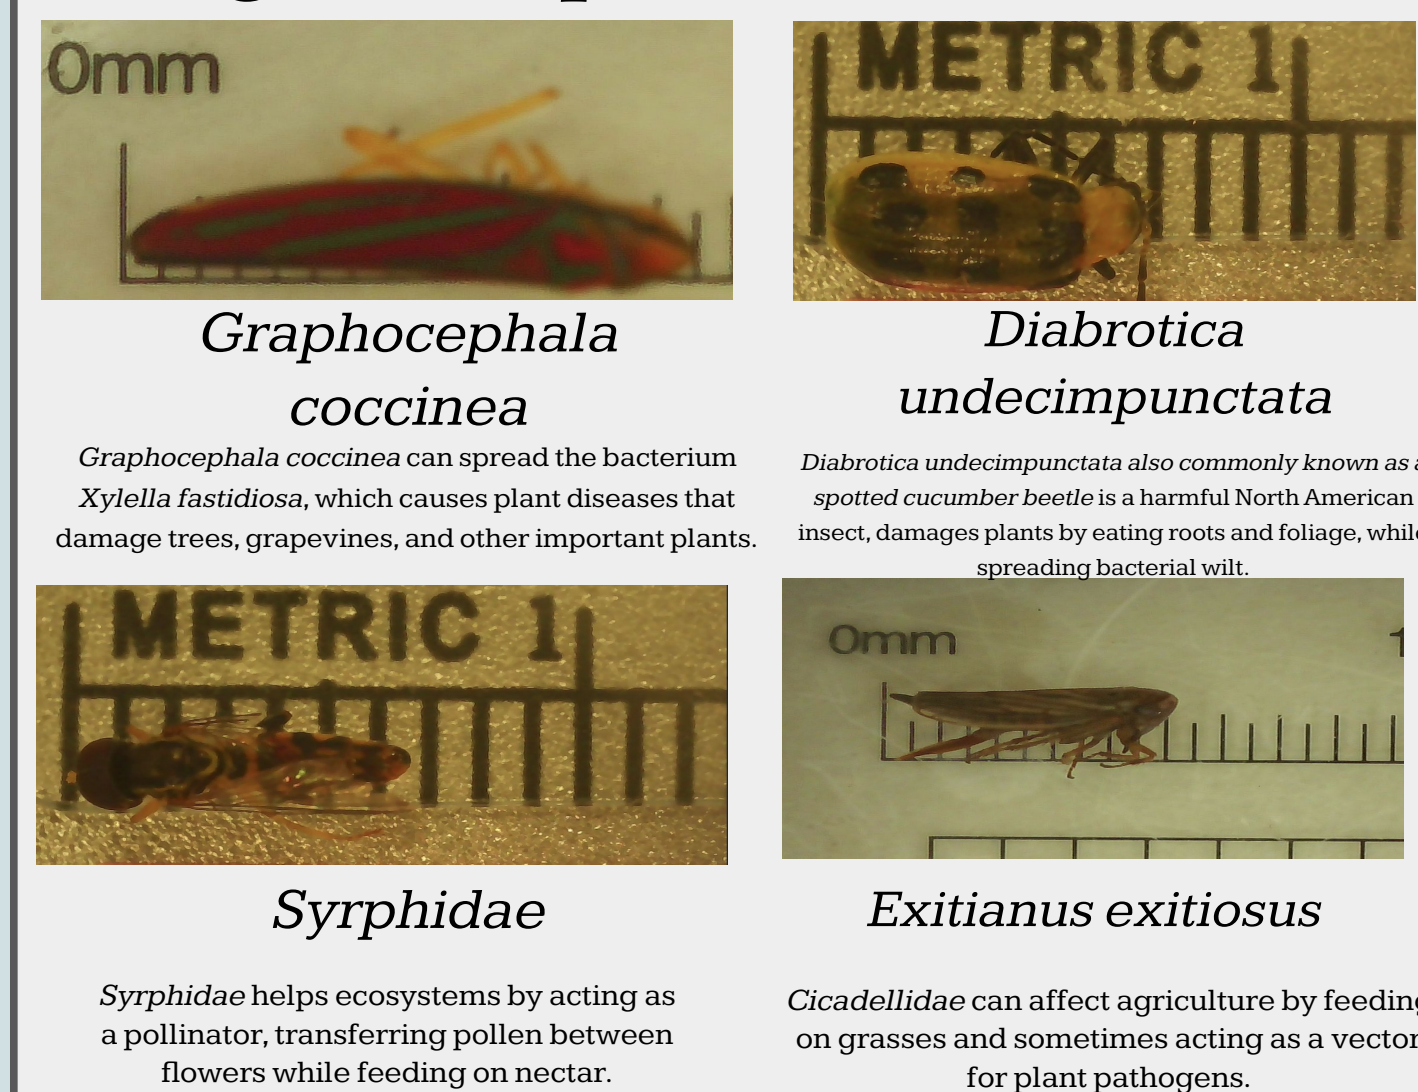 0mm
METRIC 1
Graphocephala
coccinea
Graphocephala coccinea can spread the bacterium
Xylella fastidiosa, which causes plant diseases that
damage trees, grapevines, and other important plants.
Diabrotica
undecimpunctata
Diabrotica undecimpunctata also commonly known as a
spotted cucumber beetle is a harmful North American
insect, damages plants by eating roots and foliage, while
spreading bacterial wilt.
METRIC 1
0mm
1
Syrphidae
Syrphidae helps ecosystems by acting as
a pollinator, transferring pollen between
flowers while feeding on nectar.
Exitianus exitiosus
Cicadellidae can affect agriculture by feeding
on grasses and sometimes acting as a vector
for plant pathogens.